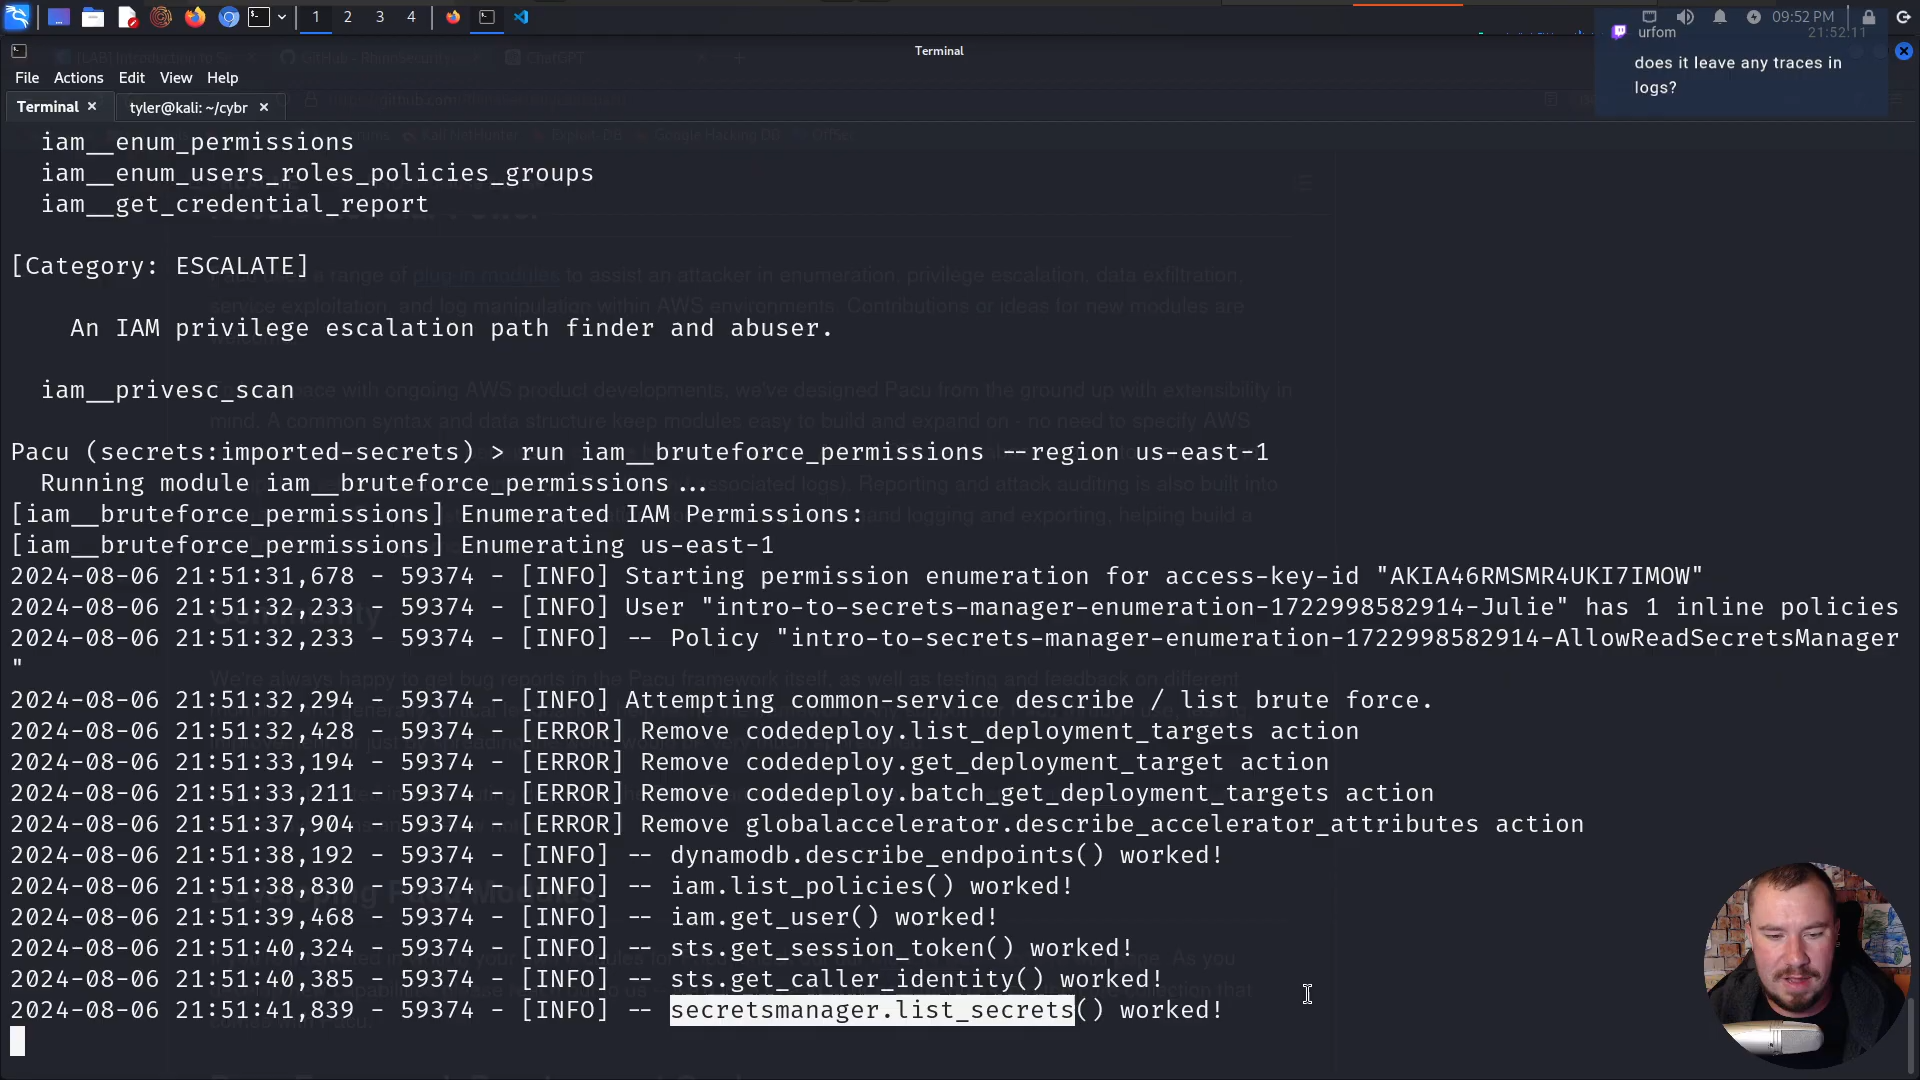 1 2 3 4
09:52 PM
Terminal
urfom
21:52:11
does it leave any traces in
logs?
File Actions Edit View Help
Terminal
tyler@kali: ~/cybr
iam__enum_permissions
iam__enum_users_roles_policies_groups
iam__get_credential_report
[Category: ESCALATE]
An IAM privilege escalation path finder and abuser.
iam__privesc_scan
Pacu (secrets:imported-secrets) > run iam__bruteforce_permissions --region us-east-1
Running module iam__bruteforce_permissions...
[iam__bruteforce_permissions] Enumerated IAM Permissions:
[iam__bruteforce_permissions] Enumerating us-east-1
2024-08-06 21:51:31,678 - 59374 - [INFO] Starting permission enumeration for access-key-id "AKIA46RMSMR4UKI7IMOW"
2024-08-06 21:51:32,233 - 59374 - [INFO] User "intro-to-secrets-manager-enumeration-1722998582914-Julie" has 1 inline policies
2024-08-06 21:51:32,233 - 59374 - [INFO] -- Policy "intro-to-secrets-manager-enumeration-1722998582914-AllowReadSecretsManager
"
2024-08-06 21:51:32,294 - 59374 - [INFO] Attempting common-service describe / list brute force.
2024-08-06 21:51:32,428 - 59374 - [ERROR] Remove codedeploy.list_deployment_targets action
2024-08-06 21:51:33,194 - 59374 - [ERROR] Remove codedeploy.get_deployment_target action
2024-08-06 21:51:33,211 - 59374 - [ERROR] Remove codedeploy.batch_get_deployment_targets action
2024-08-06 21:51:37,904 - 59374 - [ERROR] Remove globalaccelerator.describe_accelerator_attributes action
2024-08-06 21:51:38,192 - 59374 - [INFO] -- dynamodb.describe_endpoints() worked!
2024-08-06 21:51:38,830 - 59374 - [INFO] -- iam.list_policies() worked!
2024-08-06 21:51:39,468 - 59374 - [INFO] -- iam.get_user() worked!
2024-08-06 21:51:40,324 - 59374 - [INFO] -- sts.get_session_token() worked!
2024-08-06 21:51:40,385 - 59374 - [INFO] -- sts.get_caller_identity() worked!
2024-08-06 21:51:41,839 - 59374 - [INFO] -- secretsmanager.list_secrets() worked!